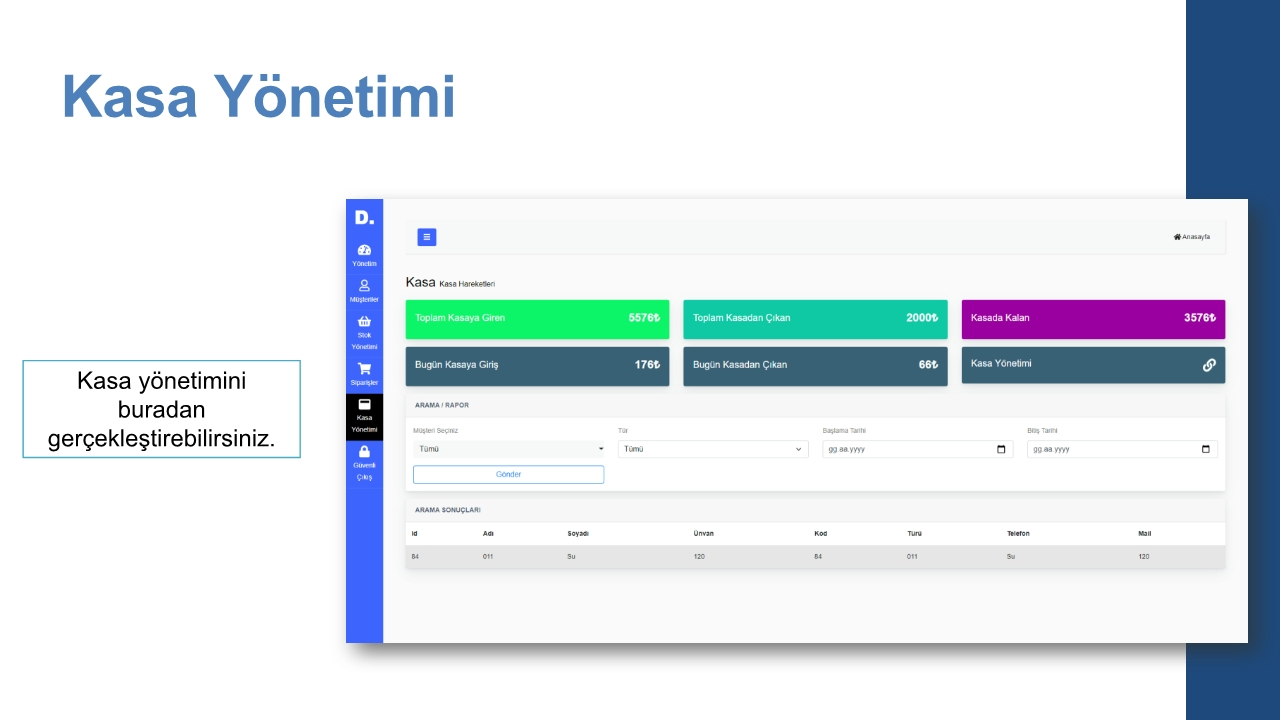 Kasa Yönetimi
Kasa yönetimini
buradan
gerçekleştirebilirsiniz.
D.
Yönetim
Müşteriler
Stok
Yönetimi
Siparişler
Kasa
Yönetimi
Güvenli
Çıkış
Anasayfa
Kasa Kasa Hareketleri
Toplam Kasaya Giren 5576₺
Toplam Kasadan Çıkan 2000₺
Kasada Kalan 3576₺
Bugün Kasaya Giriş 176₺
Bugün Kasadan Çıkan 66₺
Kasa Yönetimi
ARAMA / RAPOR
Müşteri Seçiniz Tür Başlama Tarihi Bitiş Tarihi
Tümü Tümü gg.aa.yyyy gg.aa.yyyy
Gönder
ARAMA SONUÇLARI
Id Adı Soyadı Ünvan Kod Türü Telefon Mail
84 011 Su 120 84 011 Su 120